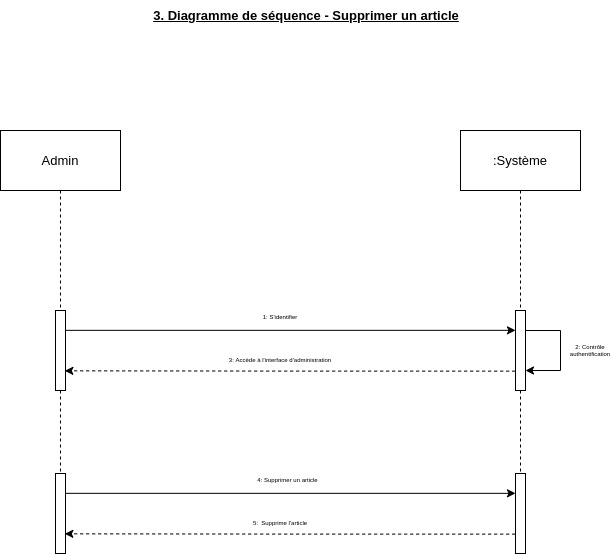 3. Diagramme de séquence - Supprimer un article
Admin
:Système
1: S'identifier
2: Contrôle
authentification
3: Accède à l'interface d'administration
4: Supprimer un article
5: Supprime l'article